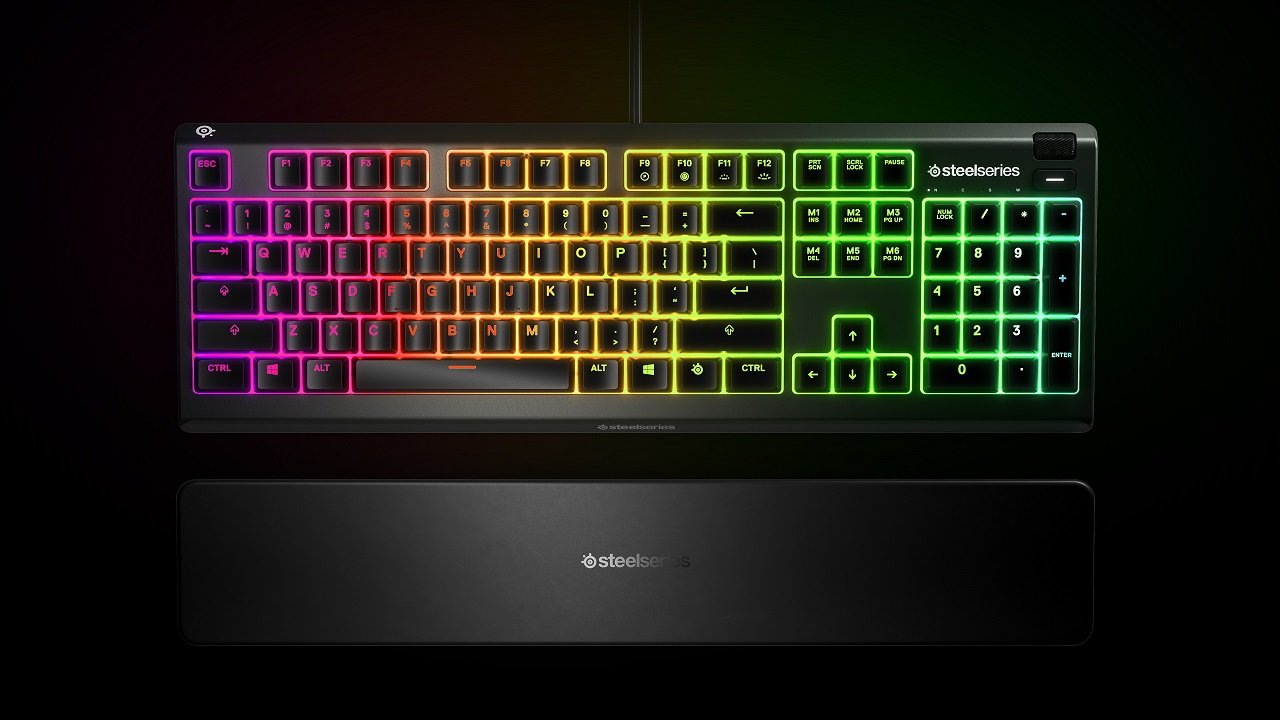 ESC F1 F2 F3 F4 F5 F6 F7 F8 F9 F10 F11 F12 PRT SCN SCRL LOCK PAUSE
steelseries
N C S W
` ~ 1 ! 2 @ 3 # 4 $ 5 % 6 ^ 7 & 8 * 9 ( 0 ) - — = + ← M1 INS M2 HOME M3 PG UP NUM LOCK / * -
Q W E R T Y U I O P [ { ] } \ | M4 DEL M5 END M6 PG DN 7 8 9 +
A S D F G H J K L ; : ' " 4 5 6
Z X C V B N M , < . > / ? ↑ 1 2 3 ENTER
CTRL ALT ALT CTRL ← ↓ → 0 .
steelseries
steelseries